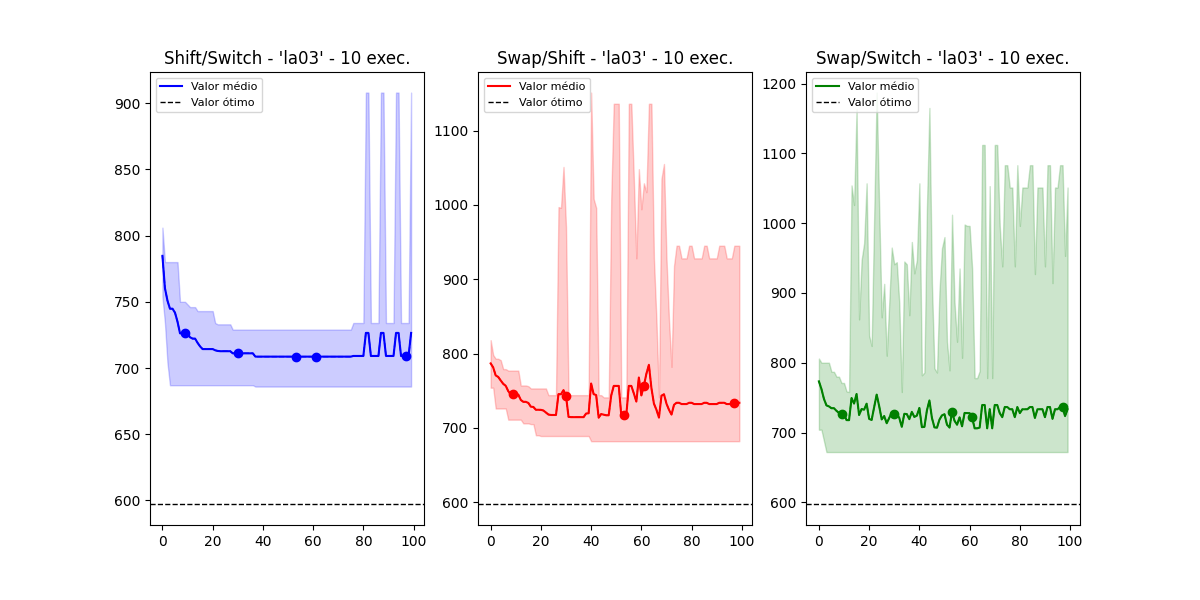 Shift/Switch - 'la03' - 10 exec.
Valor médio
Valor ótimo
900
850
800
750
700
650
600
0 20 40 60 80 100
Swap/Shift - 'la03' - 10 exec.
Valor médio
Valor ótimo
1100
1000
900
800
700
600
0 20 40 60 80 100
Swap/Switch - 'la03' - 10 exec.
Valor médio
Valor ótimo
1200
1100
1000
900
800
700
600
0 20 40 60 80 100